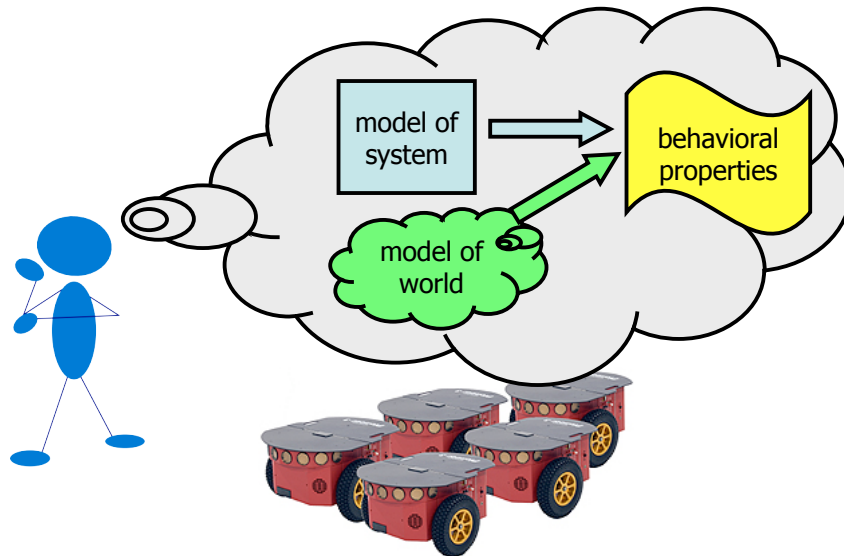 model of
system
behavioral
properties
model of
world